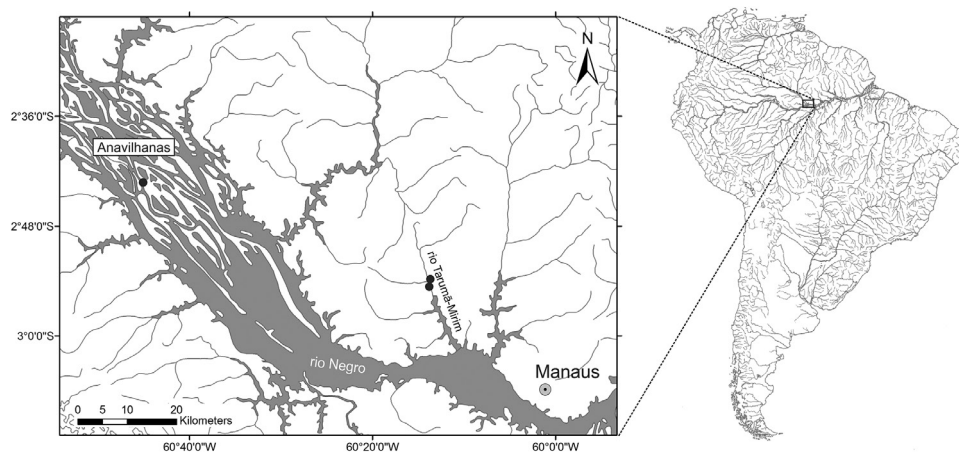 N
2°36'0"S
Anavilhanas
2°48'0"S
rio Tarumã-Mirim
3°0'0"S
rio Negro
Manaus
0 5 10 20
Kilometers
60°40'0"W 60°20'0"W 60°0'0"W